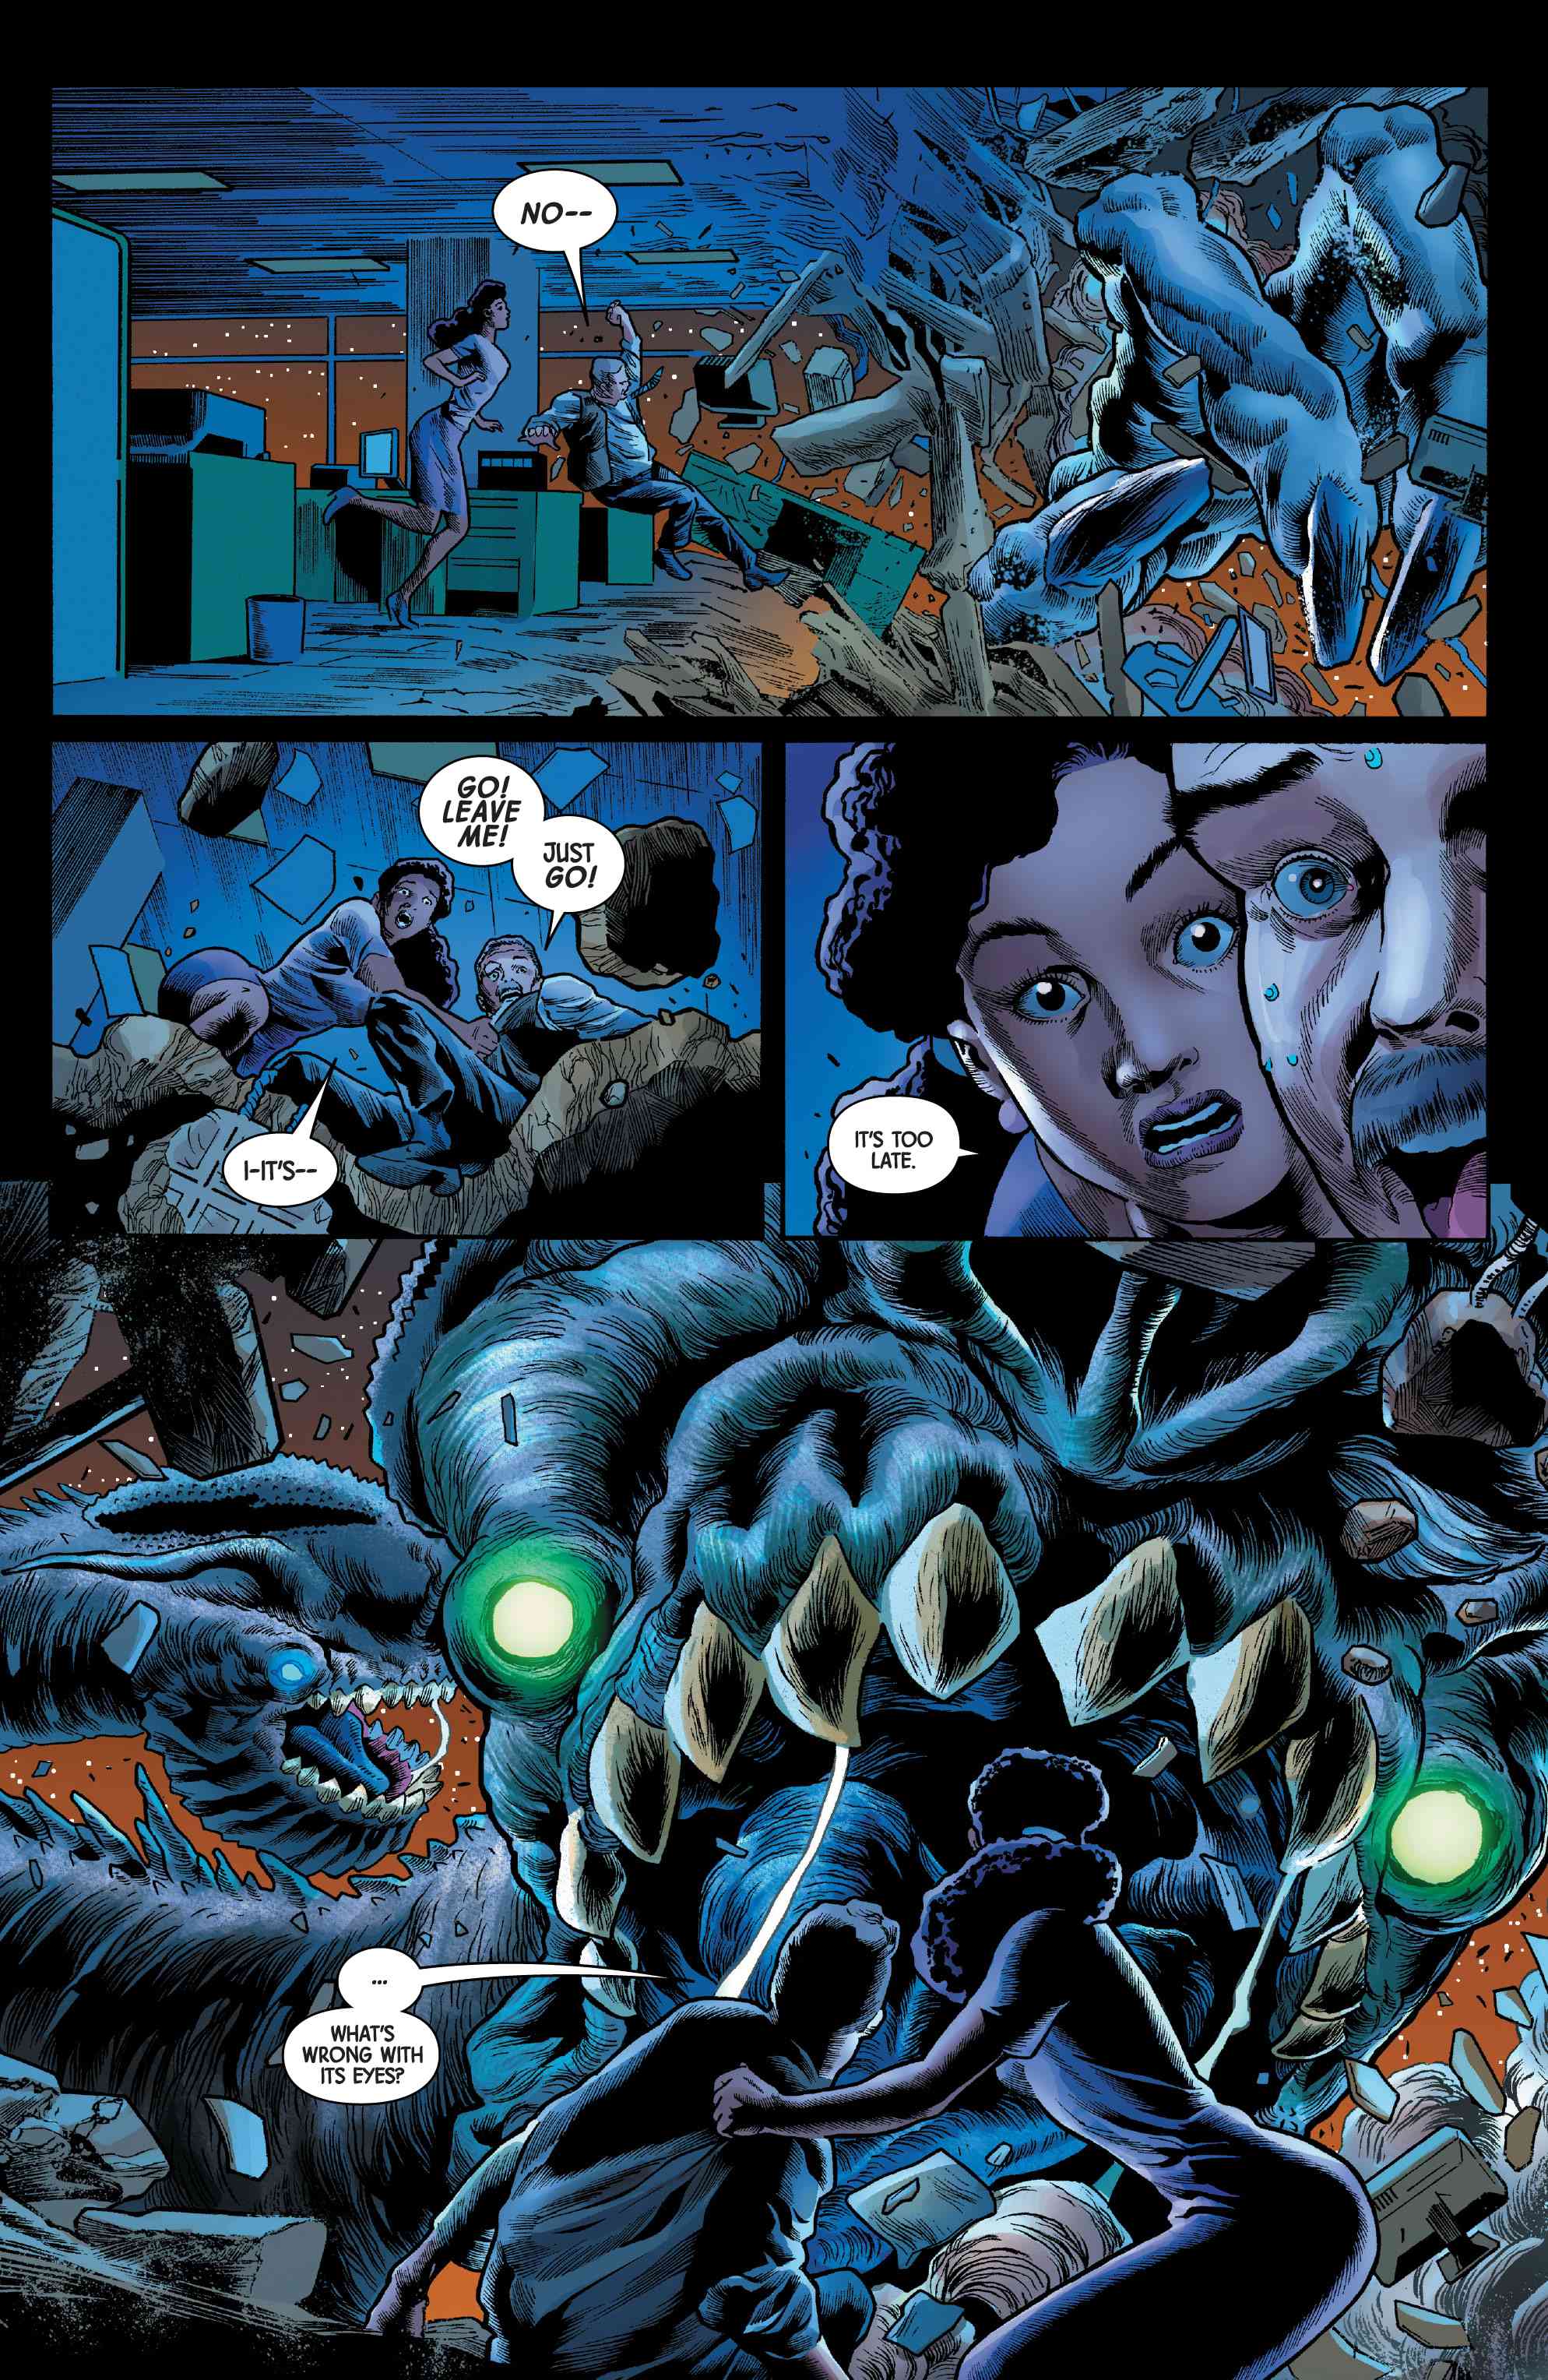 NO--
GO!
LEAVE
ME!
JUST
GO!
I-IT'S--
IT'S TOO
LATE.
...
WHAT'S
WRONG WITH
ITS EYES?